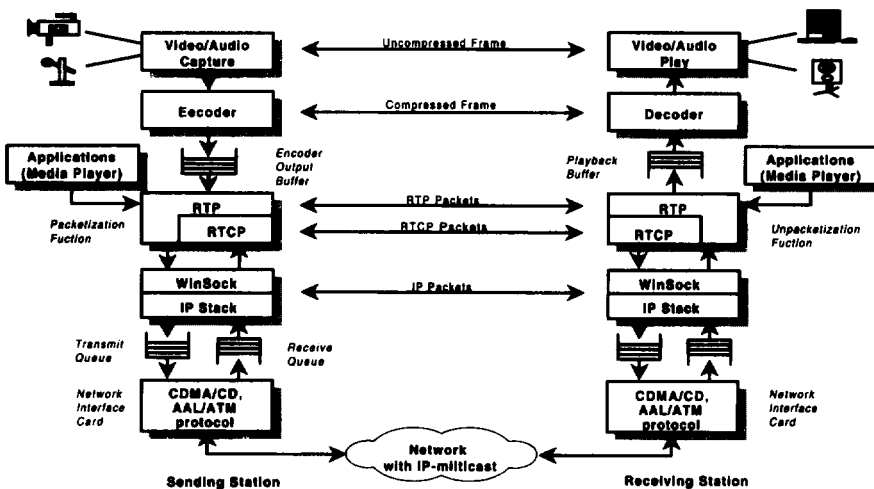 Video/Audio
Capture
Uncompressed Frame
Video/Audio
Play
Eecoder
Compressed Frame
Decoder
Applications
(Media Player)
Encoder
Output
Buffer
Playback
Buffer
Applications
(Media Player)
RTP
RTP Packets
RTP
Packetization
Fuction
RTCP
RTCP Packets
RTCP
Unpacketization
Fuction
WinSock
IP Packets
WinSock
IP Stack
IP Stack
Transmit
Queue
Receive
Queue
Network
Interface
Card
CDMA/CD,
AAL/ATM
protocol
CDMA/CD,
AAL/ATM
protocol
Network
Interface
Card
Network
with IP-milticast
Sending Station
Receiving Station